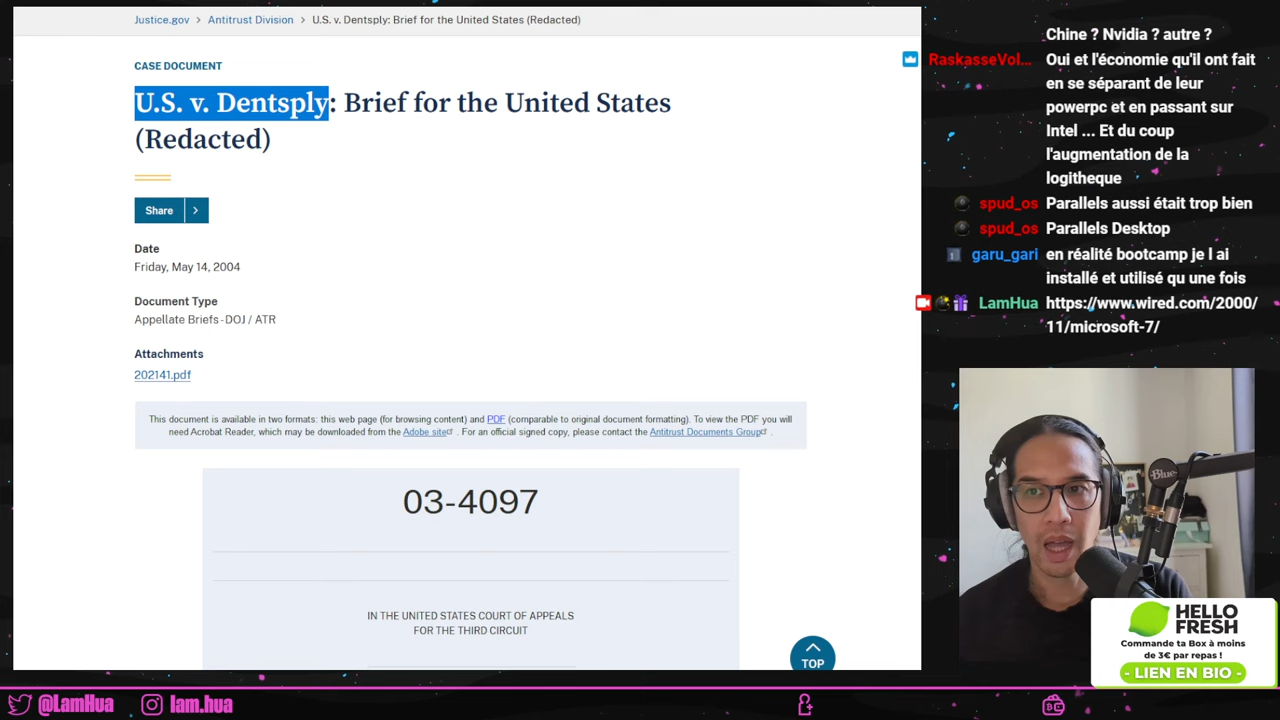 Justice.gov > Antitrust Division > U.S. v. Dentsply: Brief for the United States (Redacted)
CASE DOCUMENT
U.S. v. Dentsply: Brief for the United States
(Redacted)
Share >
Date
Friday, May 14, 2004
Document Type
Appellate Briefs - DOJ / ATR
Attachments
202141.pdf
This document is available in two formats: this web page (for browsing content) and PDF (comparable to original document formatting). To view the PDF you will
need Acrobat Reader, which may be downloaded from the Adobe site . For an official signed copy, please contact the Antitrust Documents Group .
03-4097
IN THE UNITED STATES COURT OF APPEALS
FOR THE THIRD CIRCUIT
TOP
Chine ? Nvidia ? autre ?
RaskasseVol... Oui et l'économie qu'il ont fait
en se séparant de leur
powerpc et en passant sur
Intel ... Et du coup
l'augmentation de la
logitheque
spud_os Parallels aussi était trop bien
spud_os Parallels Desktop
garu_gari en réalité bootcamp je l ai
installé et utilisé qu une fois
LamHua https://www.wired.com/2000/
11/microsoft-7/
Blue
HELLO
FRESH
Commande ta Box à moins
de 3€ par repas !
- LIEN EN BIO -
@LamHua
lam.hua